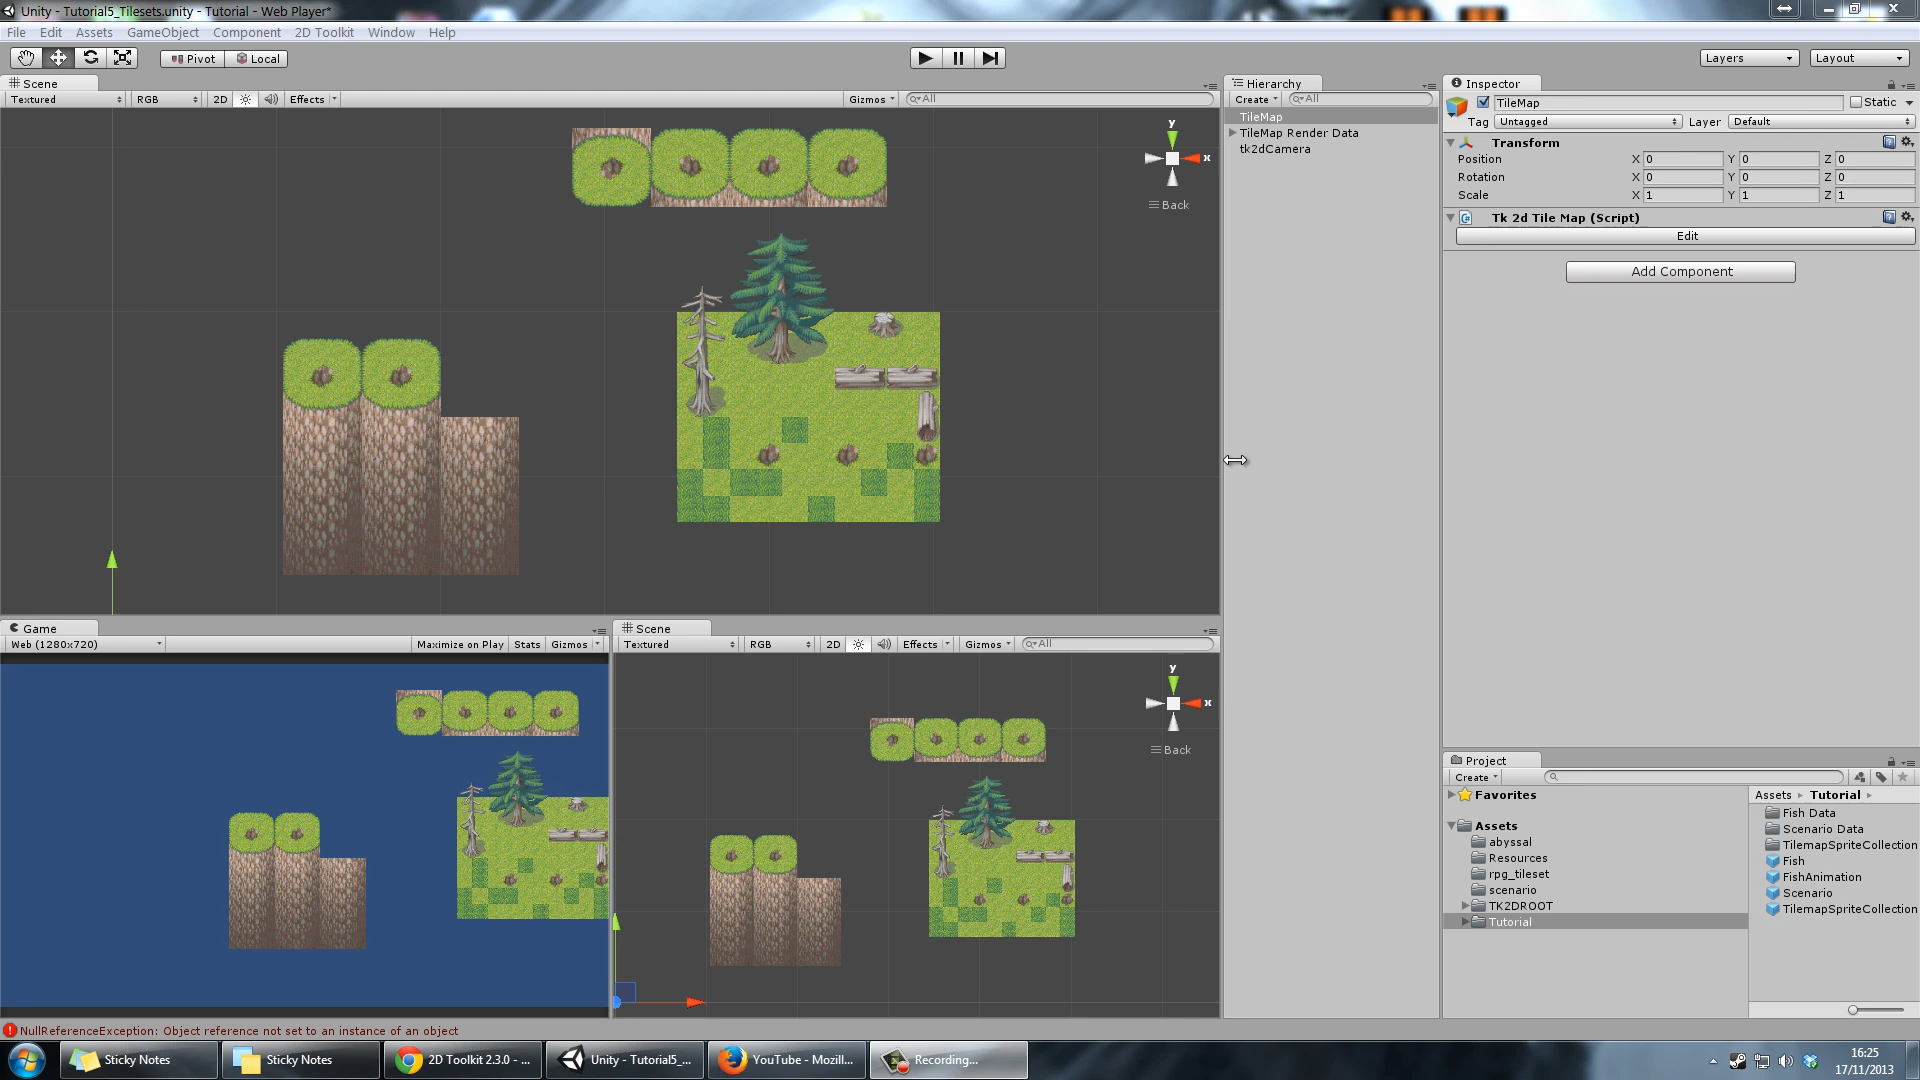 Unity - Tutorial5_Tilesets.unity - Tutorial - Web Player*
File Edit Assets GameObject Component 2D Toolkit Window Help
Pivot Local Layers Layout
Scene
Textured RGB 2D Effects Gizmos All
y
x
Back
Hierarchy
Create All
TileMap
TileMap Render Data
tk2dCamera
Inspector
TileMap Static
Tag Untagged Layer Default
Transform
Position X 0 Y 0 Z 0
Rotation X 0 Y 0 Z 0
Scale X 1 Y 1 Z 1
Tk 2d Tile Map (Script)
Edit
Add Component
Game
Web (1280x720) Maximize on Play Stats Gizmos
Scene
Textured RGB 2D Effects Gizmos All
y
x
Back
Project
Create
Favorites
Assets
abyssal
Resources
rpg_tileset
scenario
TK2DROOT
Tutorial
Assets Tutorial
Fish Data
Scenario Data
TilemapSpriteCollection
Fish
FishAnimation
Scenario
TilemapSpriteCollection
NullReferenceException: Object reference not set to an instance of an object
Sticky Notes
Sticky Notes
2D Toolkit 2.3.0 - ...
Unity - Tutorial5_...
YouTube - Mozill...
Recording...
16:25
17/11/2013